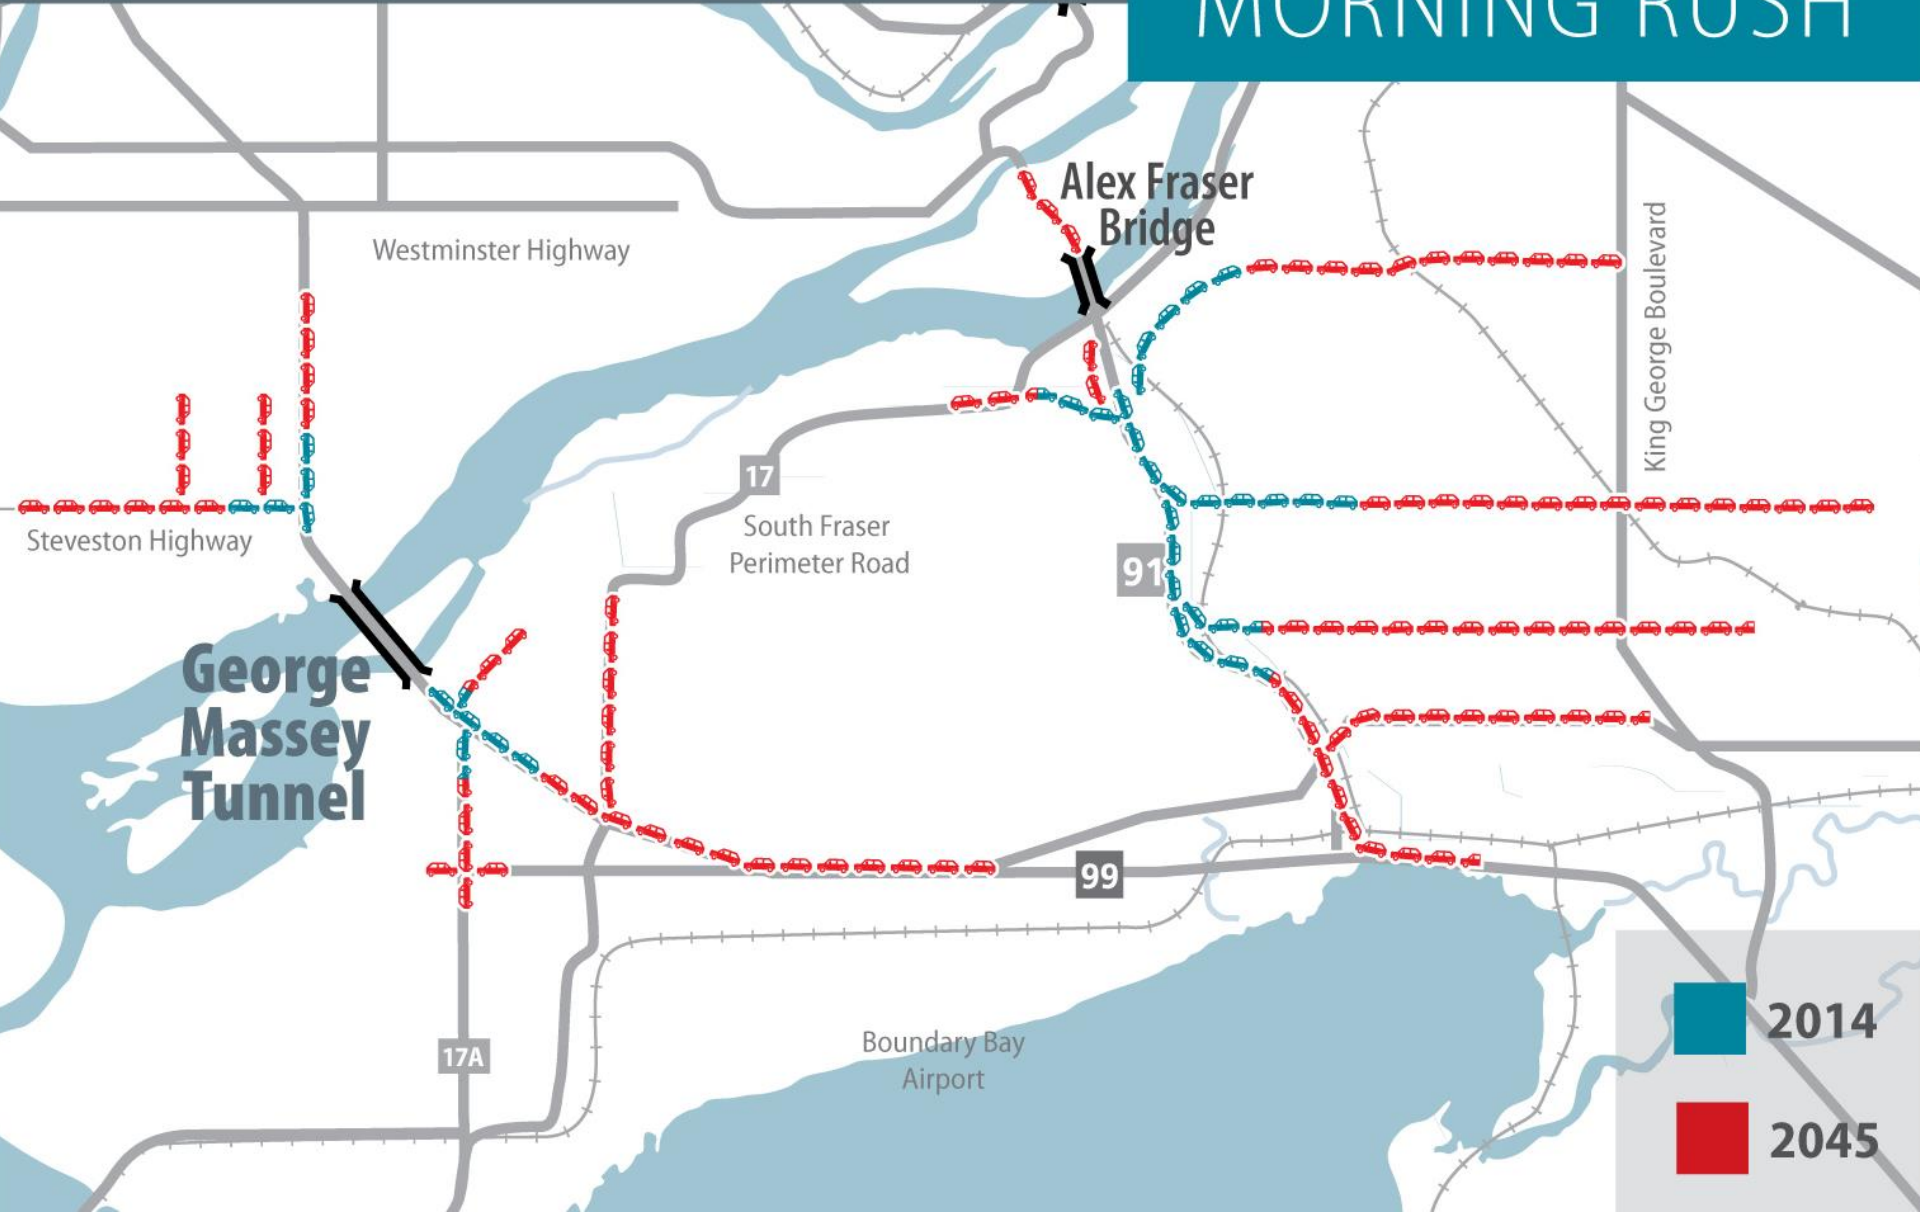 MORNING RUSH
Alex Fraser
Bridge
Westminster Highway
King George Boulevard
17
South Fraser
Perimeter Road
Steveston Highway
91
George
Massey
Tunnel
99
17A
Boundary Bay
Airport
2014
2045